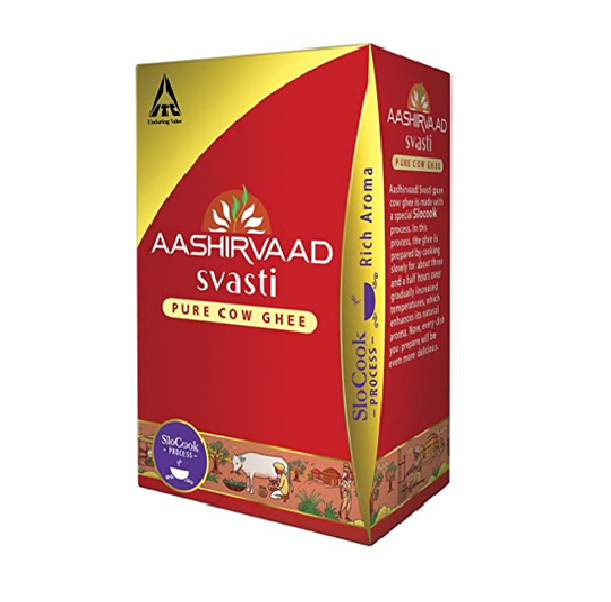 ITC
Enduring Value
AASHIRVAAD
svasti
PURE COW GHEE
SloCook
PROCESS
SloCook
– PROCESS –
Rich Aroma
AASHIRVAAD
svasti
PURE COW GHEE
Aashirvaad Svasti pure
cow ghee is made with
a special Slocook
process. In this
process, the ghee is
prepared by cooking
slowly for about three
and a half hours over
gradually increased
temperatures, which
enhances its natural
aroma. Now, every dish
you prepare will be
even more delicious.